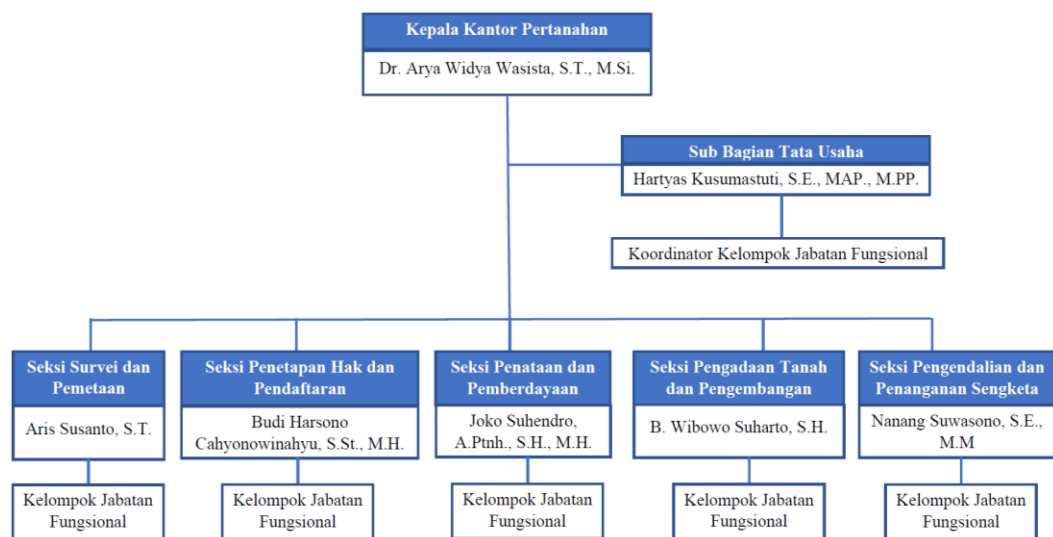 Kepala Kantor Pertanahan
Dr. Arya Widya Wasista, S.T., M.Si.
Sub Bagian Tata Usaha
Hartyas Kusumastuti, S.E., MAP., M.PP.
Koordinator Kelompok Jabatan Fungsional
Seksi Survei dan
Pemetaan
Aris Susanto, S.T.
Kelompok Jabatan
Fungsional
Seksi Penetapan Hak dan
Pendaftaran
Budi Harsono
Cahyonowinahyu, S.St., M.H.
Kelompok Jabatan
Fungsional
Seksi Penataan dan
Pemberdayaan
Joko Suhendro,
A.Ptnh., S.H., M.H.
Kelompok Jabatan
Fungsional
Seksi Pengadaan Tanah
dan Pengembangan
B. Wibowo Suharto, S.H.
Kelompok Jabatan
Fungsional
Seksi Pengendalian dan
Penanganan Sengketa
Nanang Suwasono, S.E.,
M.M
Kelompok Jabatan
Fungsional